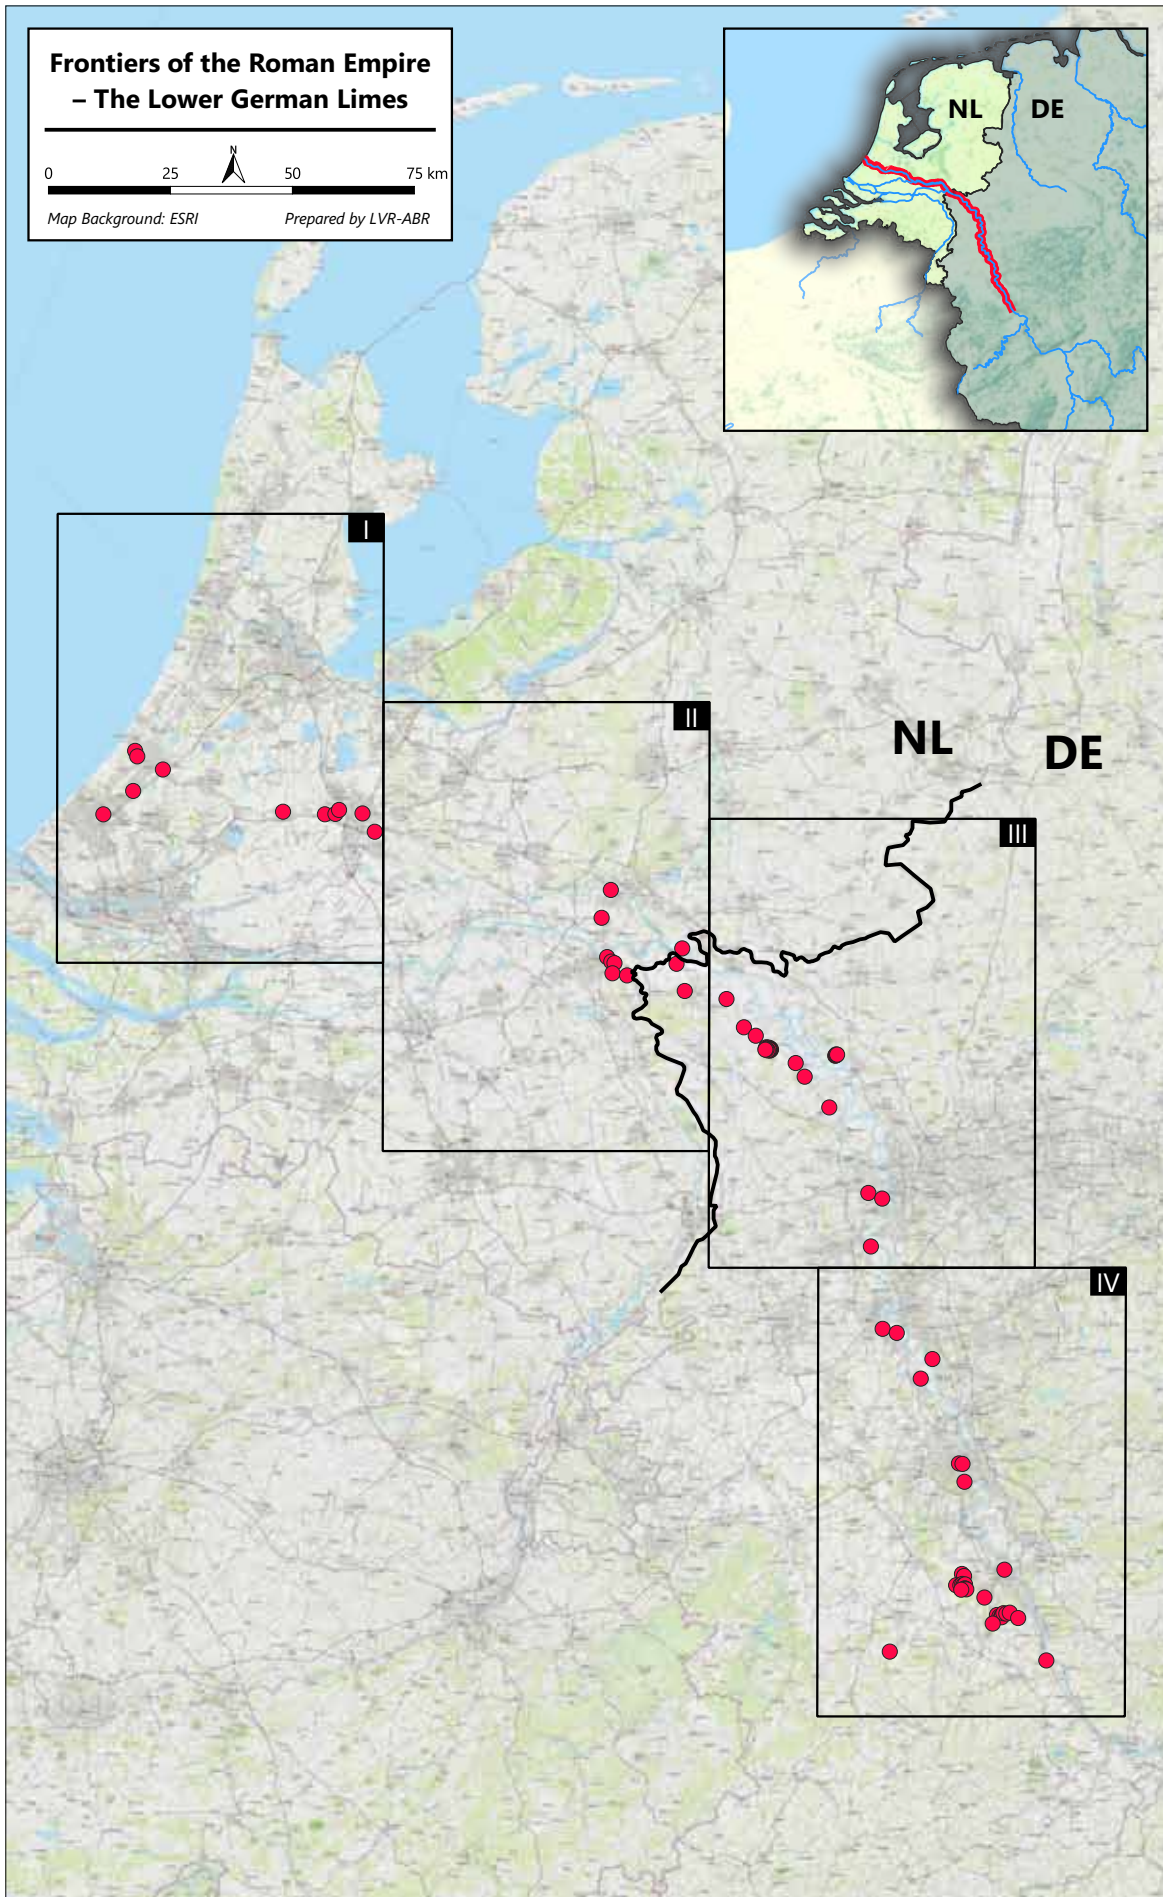 Frontiers of the Roman Empire
– The Lower German Limes
N
0 25 50 75 km
Map Background: ESRI Prepared by LVR-ABR
NL DE
I
II
NL DE
III
IV